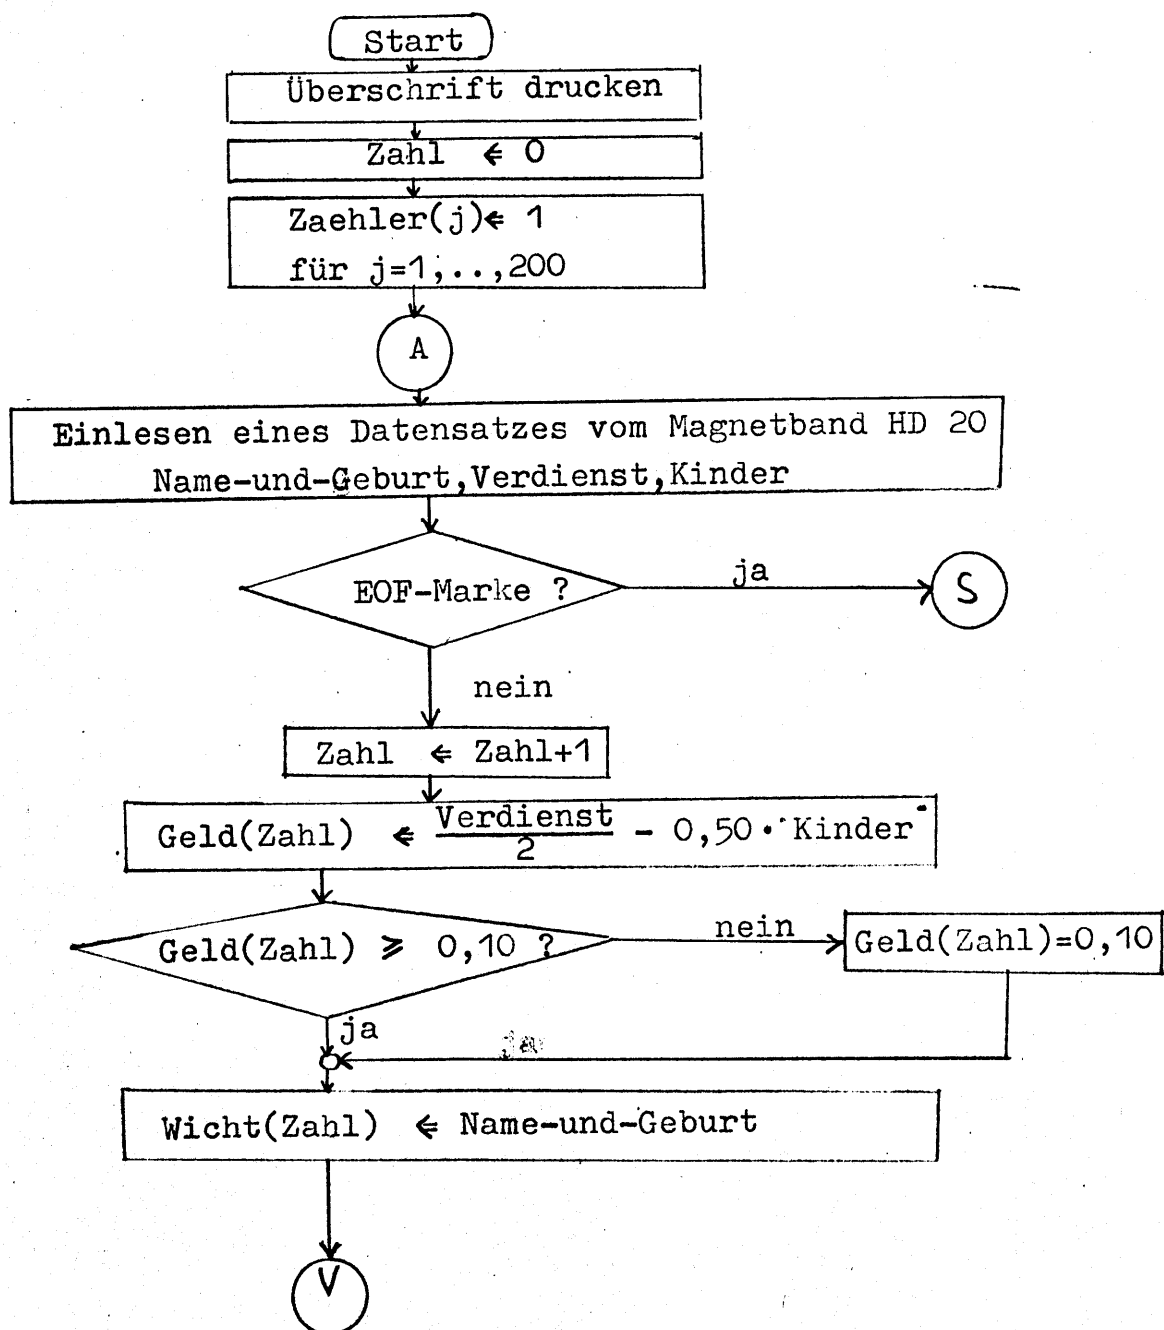 Start
Überschrift drucken
Zahl ⇐ 0
Zaehler(j)⇐ 1
für j=1,..,200
A
Einlesen eines Datensatzes vom Magnetband HD 20
Name-und-Geburt,Verdienst,Kinder
EOF-Marke ?
ja
S
nein
Zahl ⇐ Zahl+1
Geld(Zahl) ⇐ Verdienst/2 - 0,50 · Kinder
Geld(Zahl) ⩾ 0,10 ?
nein
Geld(Zahl)=0,10
ja
ja
Wicht(Zahl) ⇐ Name-und-Geburt
V